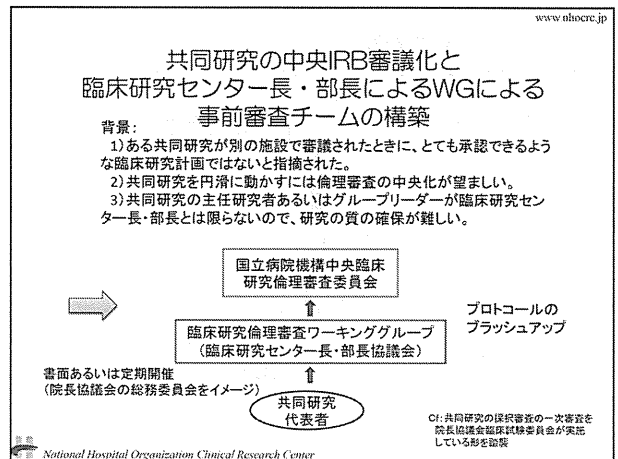 www.nhocrc.jp
共同研究の中央IRB審議化と
臨床研究センター長・部長によるWGによる
事前審査チームの構築
背景:
1)ある共同研究が別の施設で審議されたときに、とても承認できるよう
な臨床研究計画ではないと指摘された。
2)共同研究を円滑に動かすには倫理審査の中央化が望ましい。
3)共同研究の主任研究者あるいはグループリーダーが臨床研究セン
ター長・部長とは限らないので、研究の質の確保が難しい。
国立病院機構中央臨床
研究倫理審査委員会
臨床研究倫理審査ワーキンググループ
(臨床研究センター長・部長協議会)
プロトコールの
ブラッシュアップ
書面あるいは定期開催
(院長協議会の総務委員会をイメージ)
共同研究
代表者
Cf:共同研究の採択審査の一次審査を
院長協議会臨床試験委員会が実施
している形を踏襲
National Hospital Organization Clinical Research Center